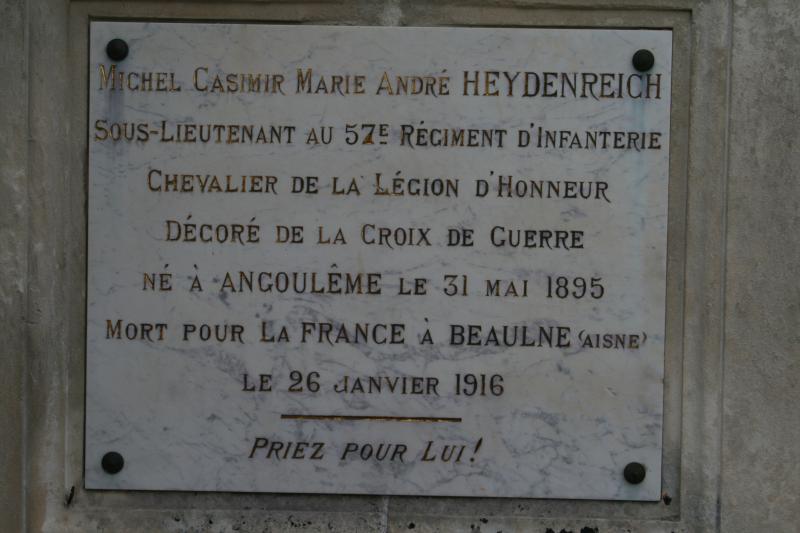 Michel Casimir Marie André HEYDENREICH
Sous-Lieutenant au 57E Régiment d'Infanterie
Chevalier de la Légion d'Honneur
Décoré de la Croix de Guerre
né à ANGOULÊME le 31 mai 1895
Mort pour La FRANCE à BEAULNE (AISNE)
le 26 Janvier 1916
Priez pour Lui!